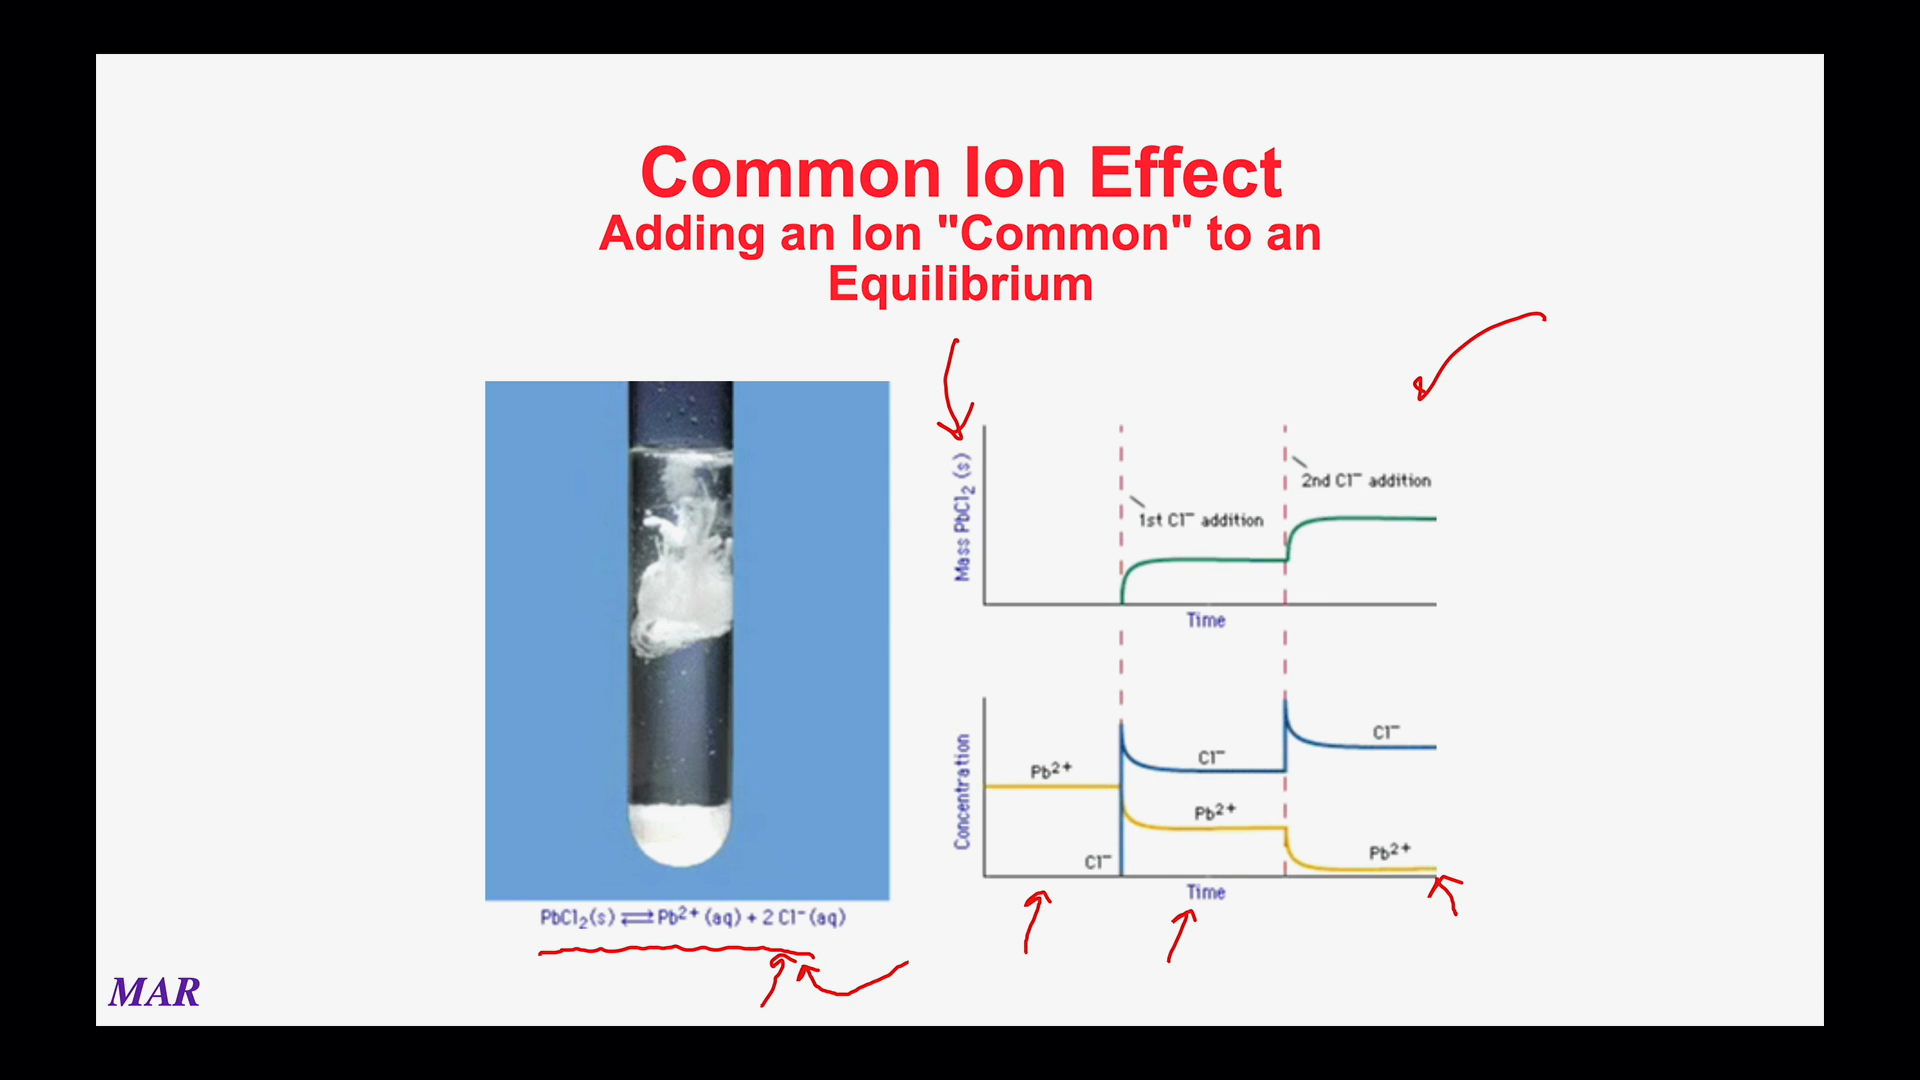 Common Ion Effect
Adding an Ion "Common" to an
Equilibrium
Mass PbCl₂ (s)
1st Cl⁻ addition
2nd Cl⁻ addition
Time
Concentration
Pb²⁺
Cl⁻
Cl⁻
Pb²⁺
Cl⁻
Pb²⁺
Time
PbCl₂(s) ⇌ Pb²⁺ (aq) + 2 Cl⁻ (aq)
MAR